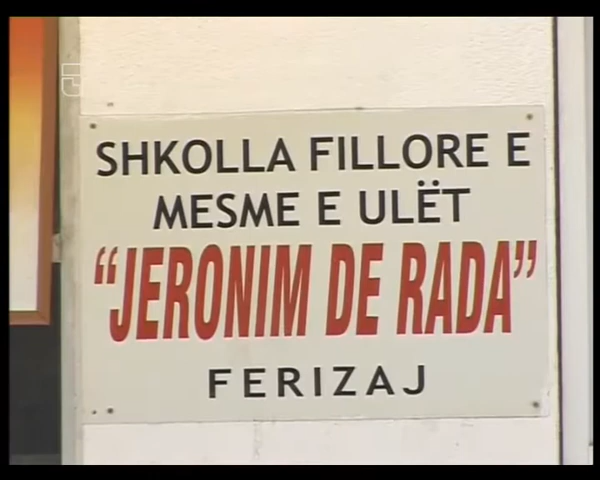 SHKOLLA FILLORE E
MESME E ULËT
“JERONIM DE RADA”
FERIZAJ